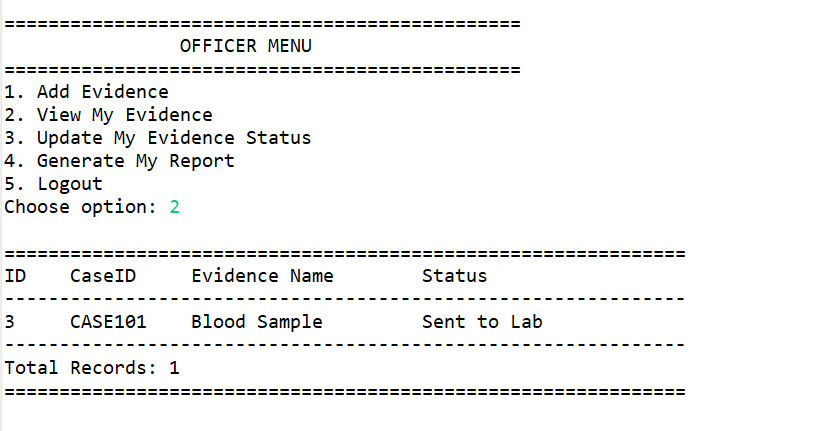 ===============================================
OFFICER MENU
===============================================
1. Add Evidence
2. View My Evidence
3. Update My Evidence Status
4. Generate My Report
5. Logout
Choose option: 2
==============================================================
ID    CaseID     Evidence Name        Status
--------------------------------------------------------------
3     CASE101    Blood Sample         Sent to Lab
--------------------------------------------------------------
Total Records: 1
==============================================================